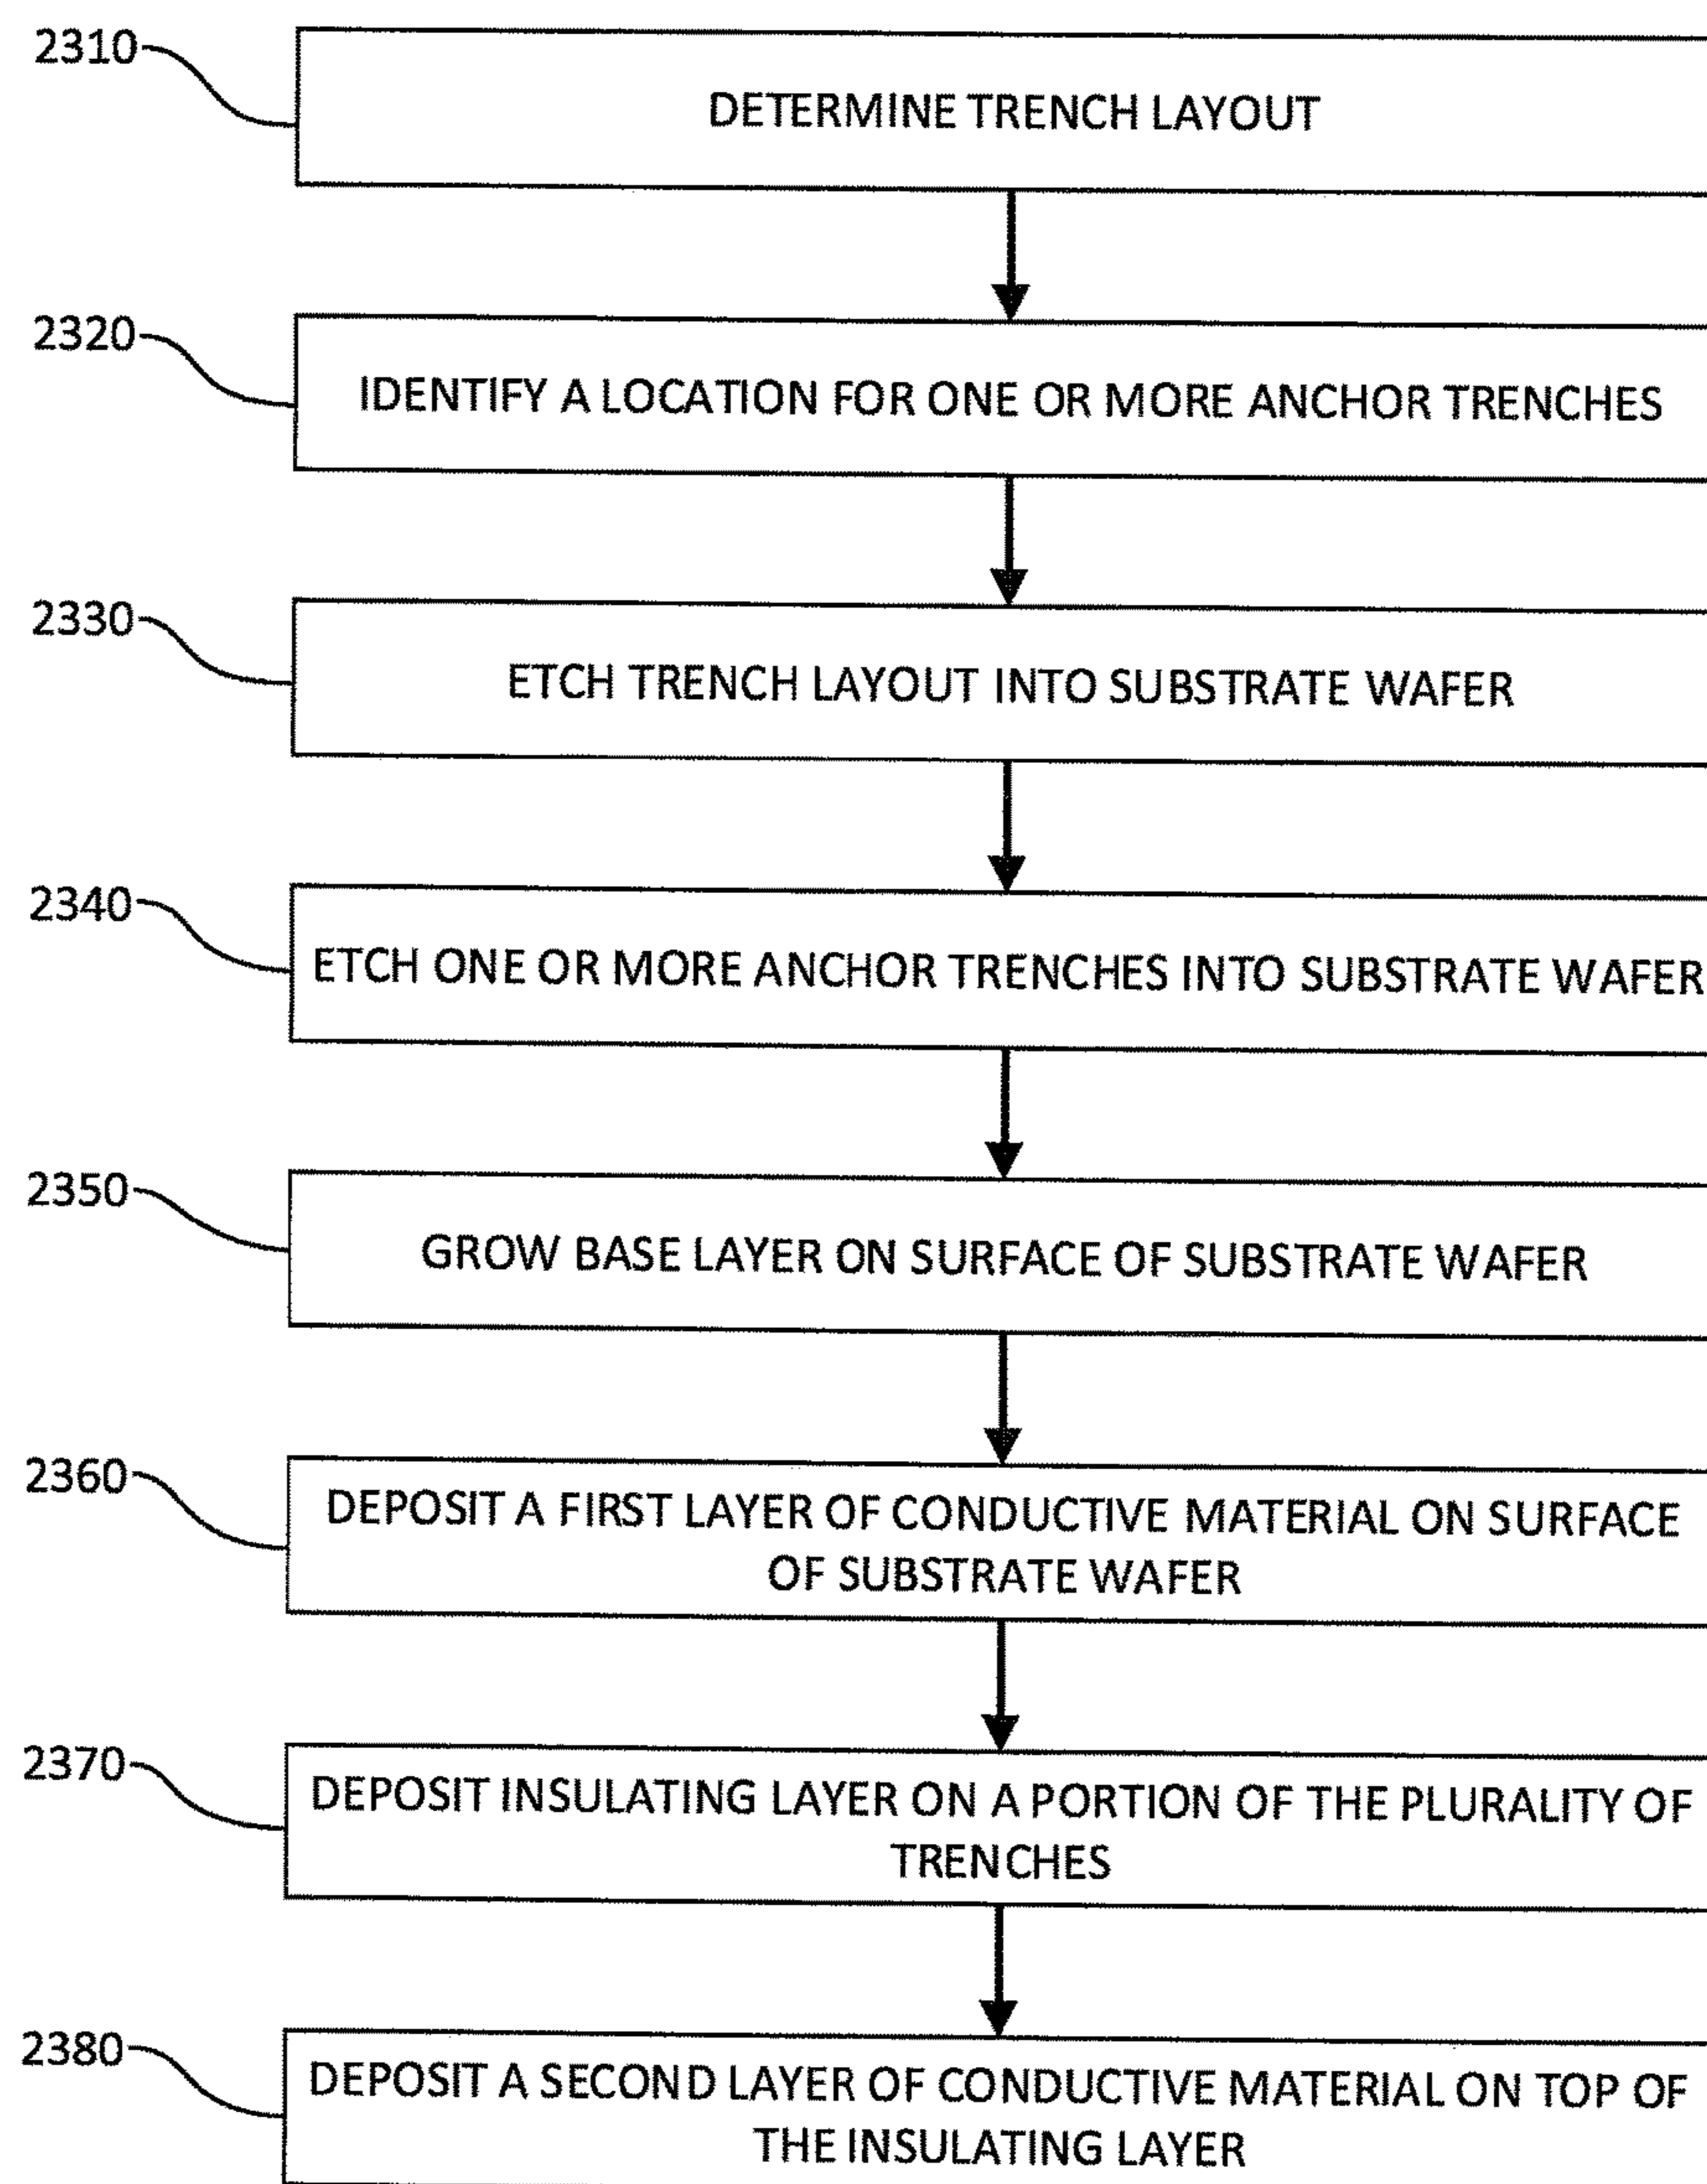 2310
DETERMINE TRENCH LAYOUT
2320
IDENTIFY A LOCATION FOR ONE OR MORE ANCHOR TRENCHES
2330
ETCH TRENCH LAYOUT INTO SUBSTRATE WAFER
2340
ETCH ONE OR MORE ANCHOR TRENCHES INTO SUBSTRATE WAFER
2350
GROW BASE LAYER ON SURFACE OF SUBSTRATE WAFER
2360
DEPOSIT A FIRST LAYER OF CONDUCTIVE MATERIAL ON SURFACE
OF SUBSTRATE WAFER
2370
DEPOSIT INSULATING LAYER ON A PORTION OF THE PLURALITY OF
TRENCHES
2380
DEPOSIT A SECOND LAYER OF CONDUCTIVE MATERIAL ON TOP OF
THE INSULATING LAYER